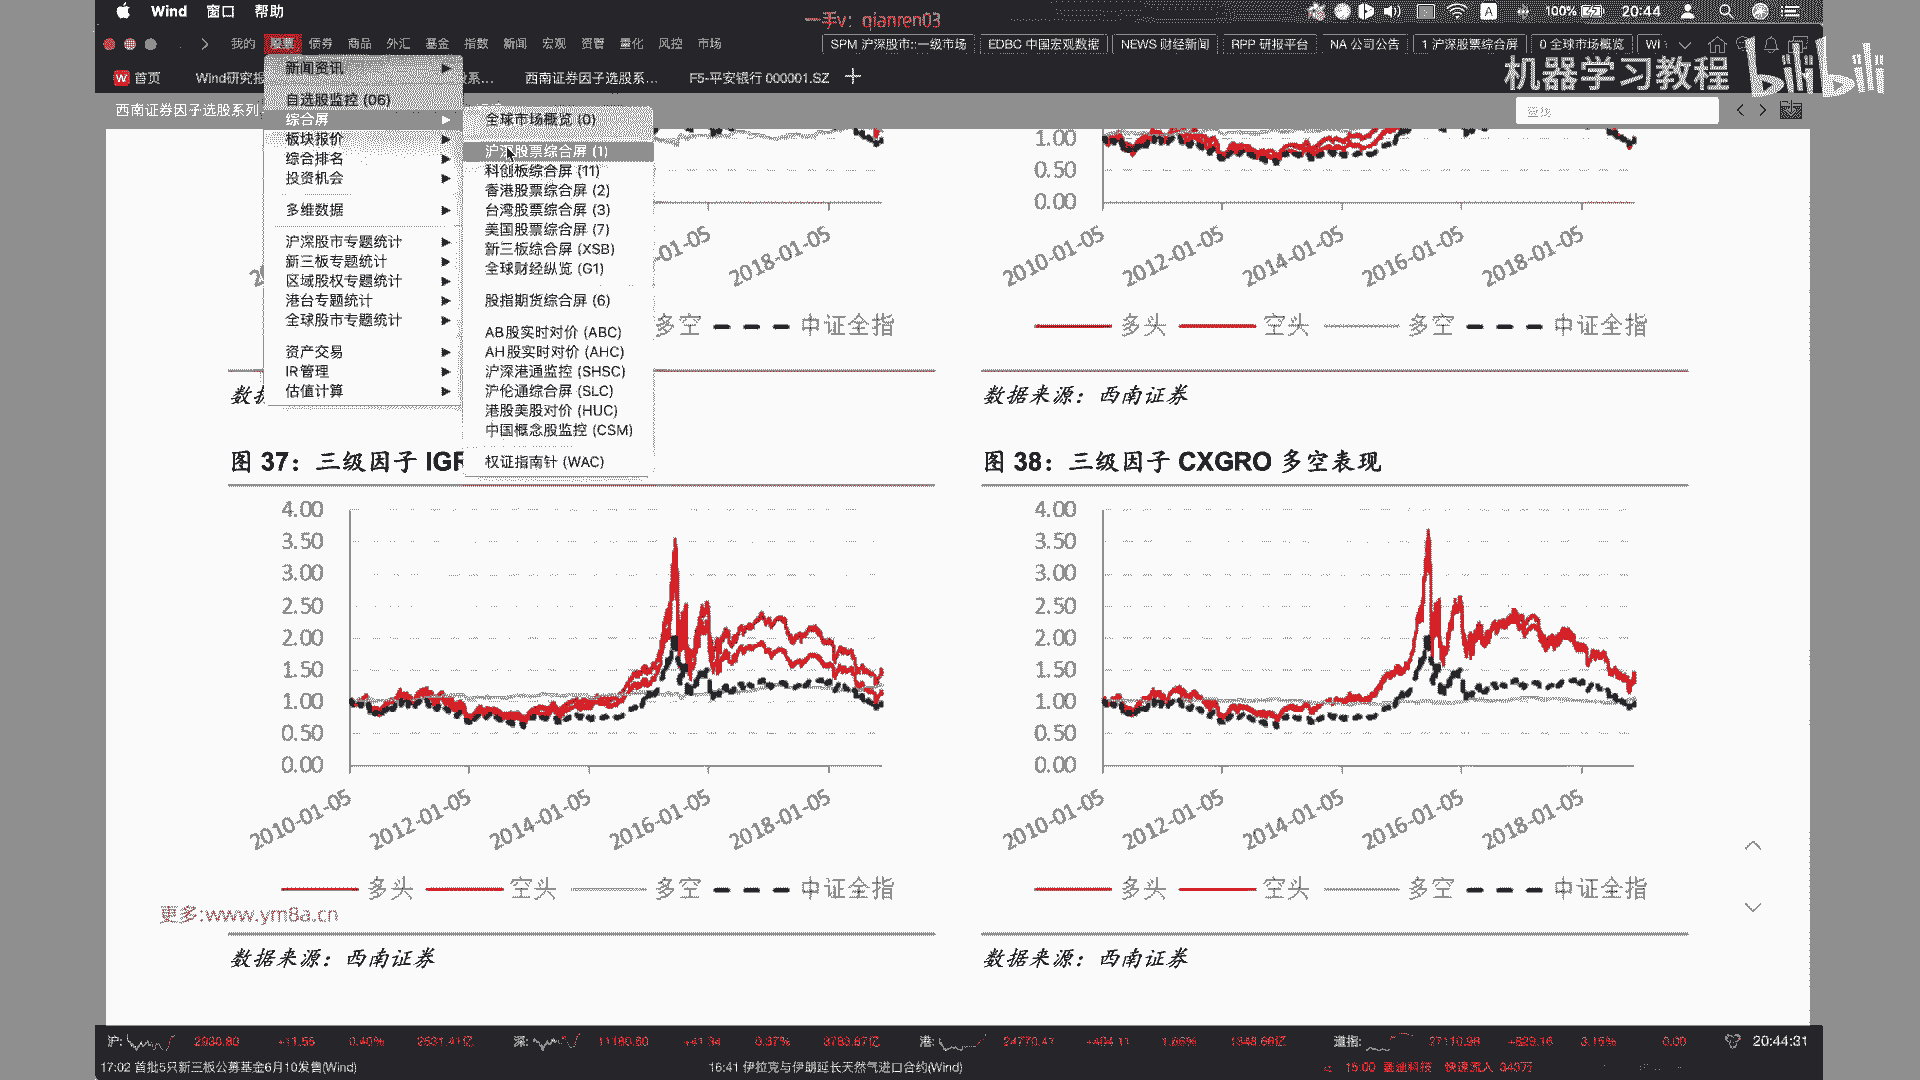 Wind 窗口 帮助
一手v：qianren03
100% 20:44
我的 股票 债券 商品 外汇 基金 指数 新闻 宏观 资管 量化 风控 市场
SPM 沪深股市::一级市场 EDBC 中国宏观数据 NEWS 财经新闻 RPP 研报平台 NA 公司公告 1 沪深股票综合屏 0 全球市场概览 WI
机器学习教程 bilibili
首页 Wind研究报 股系... 西南证券因子选股系... F5-平安银行 000001.SZ
西南证券因子选股系列
查找
新闻资讯
自选股监控 (06)
综合屏
板块报价
综合排名
投资机会
多维数据
沪深股市专题统计
新三板专题统计
区域股权专题统计
港台专题统计
全球股市专题统计
资产交易
IR管理
估值计算
全球市场概览 (0)
沪深股票综合屏 (1)
科创板综合屏 (11)
香港股票综合屏 (2)
台湾股票综合屏 (3)
美国股票综合屏 (7)
新三板综合屏 (XSB)
全球财经纵览 (G1)
股指期货综合屏 (6)
AB股实时对价 (ABC)
AH股实时对价 (AHC)
沪深港通监控 (SHSC)
沪伦通综合屏 (SLC)
港股美股对价 (HUC)
中国概念股监控 (CSM)
权证指南针 (WAC)
-01-05 2018-01-05
多空 中证全指
数据
1.00
0.50
0.00
2010-01-05 2012-01-05 2014-01-05 2016-01-05 2018-01-05
多头 空头 多空 中证全指
数据来源：西南证券
图 37：三级因子 IGR
4.00
3.50
3.00
2.50
2.00
1.50
1.00
0.50
0.00
2010-01-05 2012-01-05 2014-01-05 2016-01-05 2018-01-05
多头 空头 多空 中证全指
更多:www.ym8a.cn
数据来源：西南证券
图 38：三级因子 CXGRO 多空表现
4.00
3.50
3.00
2.50
2.00
1.50
1.00
0.50
0.00
2010-01-05 2012-01-05 2014-01-05 2016-01-05 2018-01-05
多头 空头 多空 中证全指
数据来源：西南证券
沪: 2930.80 +11.55 0.40% 2631.41亿 深: 11180.60 +41.34 0.37% 3783.87亿 港: 24770.41 +404.11 1.66% 1348.66亿 道指: 27110.98 +829.16 3.15% 0.00 20:44:31
17:02 首批5只新三板公募基金6月10发售(Wind) 16:41 伊拉克与伊朗延长天然气进口合约(Wind) 15:00 快速流入 343万